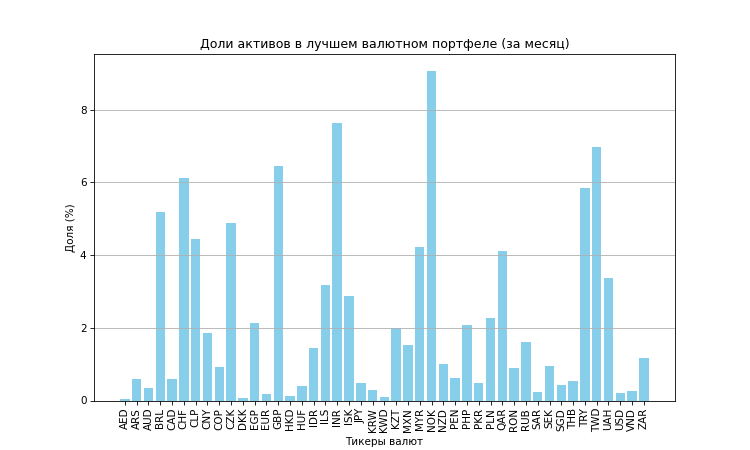 Доли активов в лучшем валютном портфеле (за месяц)
Доля (%)
8
6
4
2
0
AED ARS AUD BRL CAD CHF CLP CNY COP CZK DKK EGP EUR GBP HKD HUF IDR ILS INR ISK JPY KRW KWD KZT MXN MYR NOK NZD PEN PHP PKR PLN QAR RON RUB SAR SEK SGD THB TRY TWD UAH USD VND ZAR
Тикеры валют